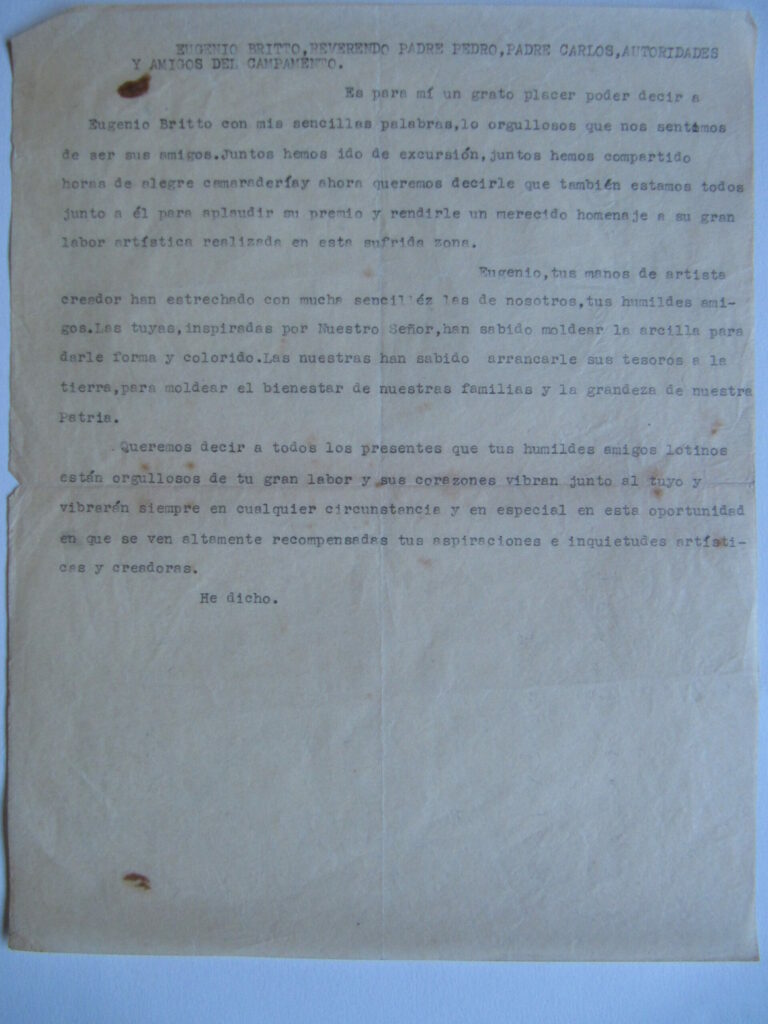 EUGENIO BRITTO,REVERENDO PADRE PEDRO,PADRE CARLOS,AUTORIDADES
Y AMIGOS DEL CAMPAMENTO.
Es para mí un grato placer poder decir a
Eugenio Britto con mis sencillas palabras,lo orgullosos que nos sentimos
de ser sus amigos.Juntos hemos ido de excursión,juntos hemos compartido
horas de alegre camaraderíay ahora queremos decirle que también estamos todos
junto a él para aplaudir su premio y rendirle un merecido homenaje a su gran
labor artística realizada en esta sufrida zona.
Eugenio,tus manos de artista
creador han estrechado con mucha sencilléz las de nosotros,tus humildes ami-
gos.Las tuyas,inspiradas por Nuestro Señor,han sabido moldear la arcilla para
darle forma y colorido.Las nuestras han sabido arrancarle sus tesoros a la
tierra,para moldear el bienestar de nuestras familias y la grandeza de nuestra
Patria.
Queremos decir a todos los presentes que tus humildes amigos lotinos
están orgullosos de tu gran labor y sus corazones vibran junto al tuyo y
vibrarán siempre en cualquier circunstancia y en especial en esta oportunidad
en que se ven altamente recompensadas tus aspiraciones e inquietudes artísti-
cas y creadoras.
He dicho.